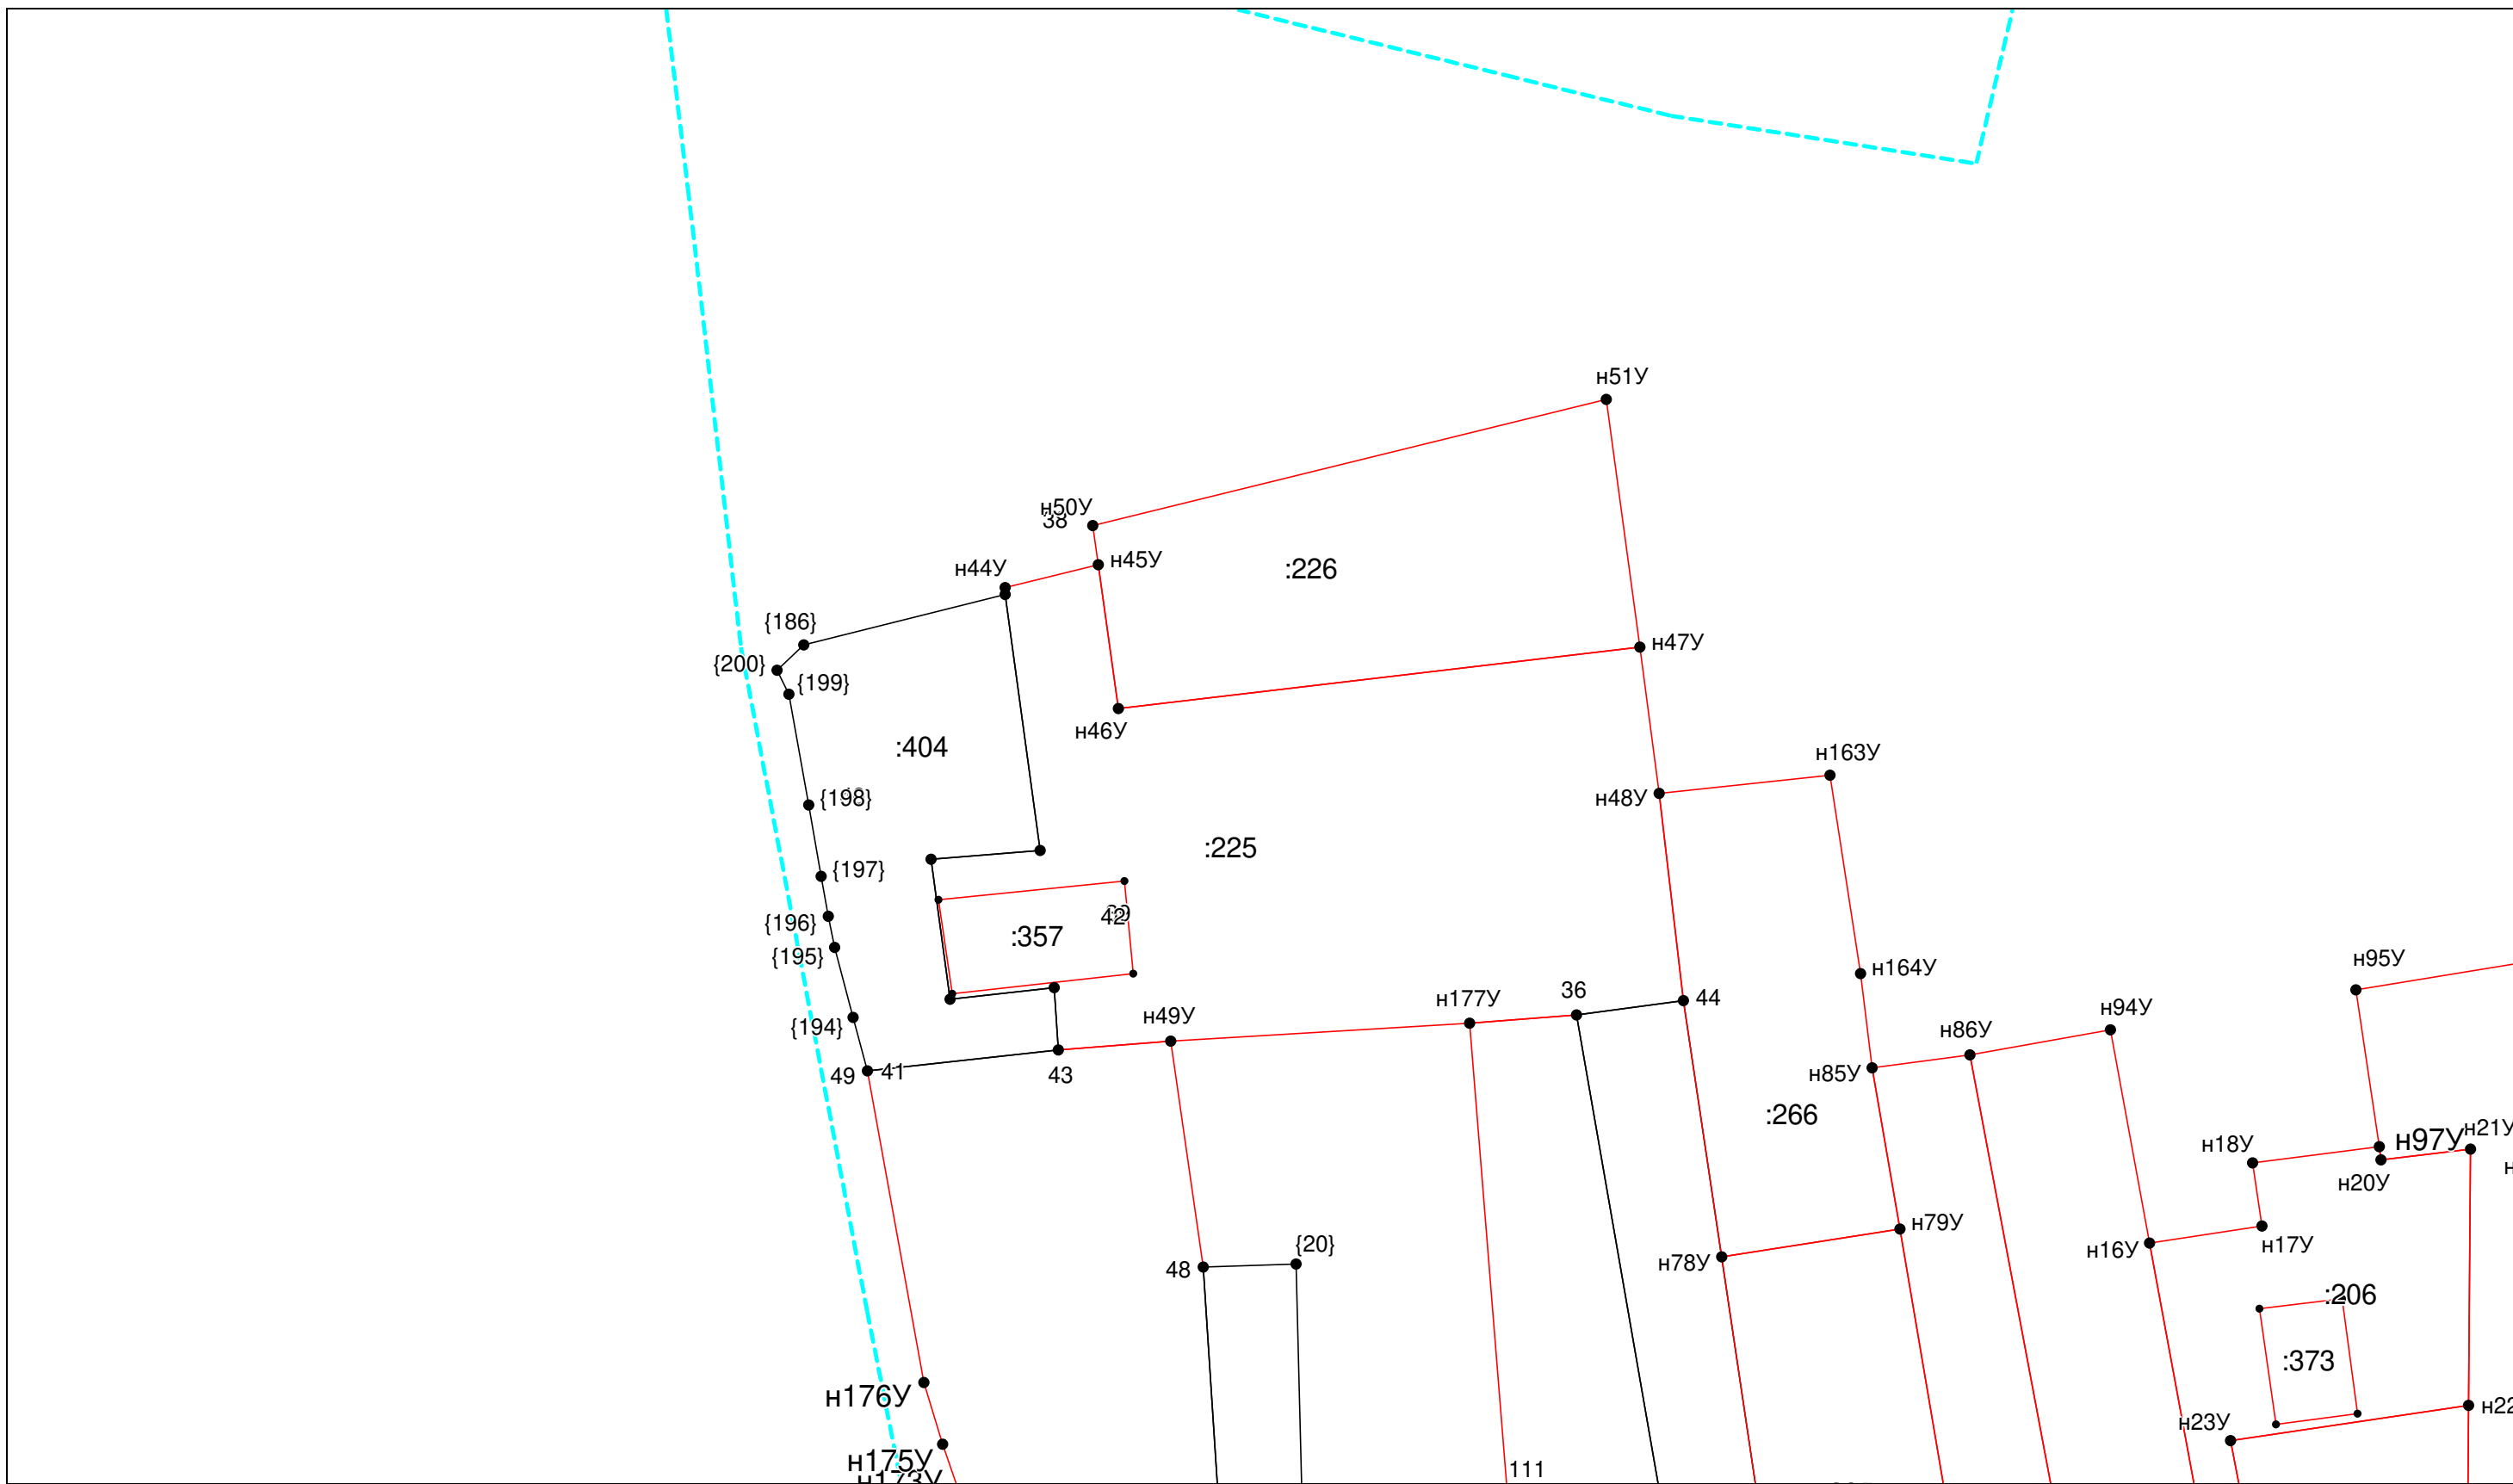 н51У
н50У
38
н45У
:226
н44У
{186}
н47У
{200}
{199}
н46У
:404
н163У
{198}
н48У
:225
{197}
42
{196}
:357
{195}
н164У
н95У
44
36
н177У
{194}
н49У
н94У
н86У
49
41
43
н85У
:266
н97У
н21У
н18У
н20У
н79У
н17У
н16У
{20}
48
н78У
:206
:373
н176У
н22
н23У
н175У
н173У
111